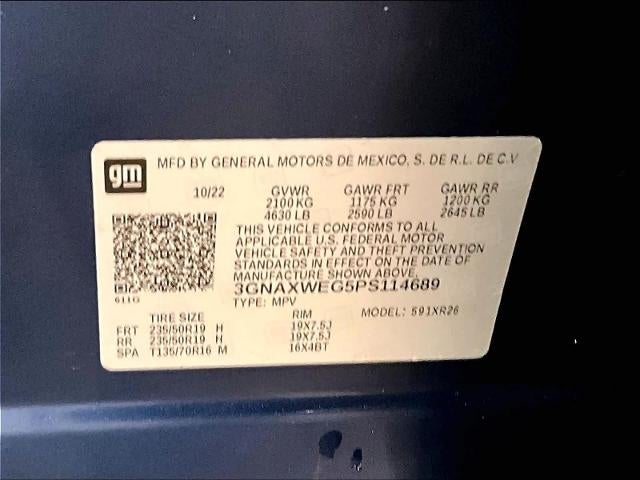 gm MFD BY GENERAL MOTORS DE MEXICO, S. DE R.L. DE C.V
10/22 GVWR GAWR FRT GAWR RR
2100 KG 1175 KG 1200 KG
4630 LB 2590 LB 2645 LB
THIS VEHICLE CONFORMS TO ALL
APPLICABLE U.S. FEDERAL MOTOR
VEHICLE SAFETY AND THEFT PREVENTION
STANDARDS IN EFFECT ON THE DATE OF
MANUFACTURE SHOWN ABOVE.
3GNAXWEG5PS114689
611G
TYPE: MPV MODEL: 591XR26
TIRE SIZE RIM
FRT 235/50R19 H 19X7.5J
RR 235/50R19 H 19X7.5J
SPA T135/70R16 M 16X4BT